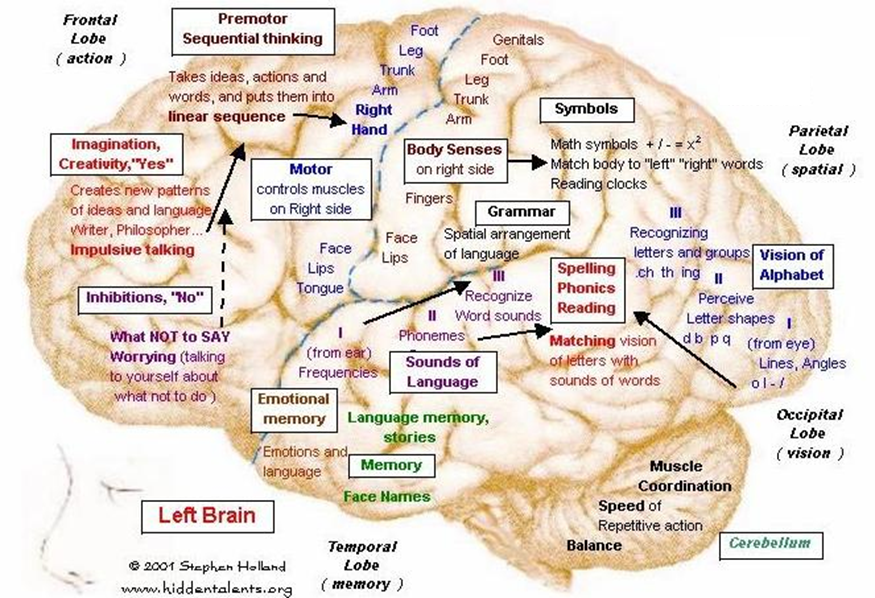 Frontal
Lobe
( action )
Premotor
Sequential thinking
Takes ideas, actions and
words, and puts them into
linear sequence
Foot
Leg
Trunk
Arm
Right
Hand
Genitals
Foot
Leg
Trunk
Arm
Symbols
Math symbols + / - = x²
Match body to "left" "right" words
Reading clocks
Parietal
Lobe
( spatial )
Imagination,
Creativity,"Yes"
Creates new patterns
of ideas and language
Writer, Philosopher...
Impulsive talking
Motor
controls muscles
on Right side
Body Senses
on right side
Fingers
Grammar
Spatial arrangement
of language
Face
Lips
Tongue
Face
Lips
III
Recognizing
letters and groups
.ch th ing
Vision of
Alphabet
II
Perceive
Letter shapes
d b p q
I
(from eye)
Lines, Angles
o l - /
Inhibitions, "No"
What NOT to SAY
Worrying (talking
to yourself about
what not to do )
III
Recognize
Word sounds
II
Phonemes
I
(from ear)
Frequencies
Sounds of
Language
Spelling
Phonics
Reading
Matching vision
of letters with
sounds of words
Emotional
memory
Emotions and
language
Language memory,
stories
Memory
Face Names
Occipital
Lobe
( vision )
Muscle
Coordination
Speed of
Repetitive action
Balance
Cerebellum
Left Brain
Temporal
Lobe
( memory )
© 2001 Stephen Holland
www.hiddentalents.org